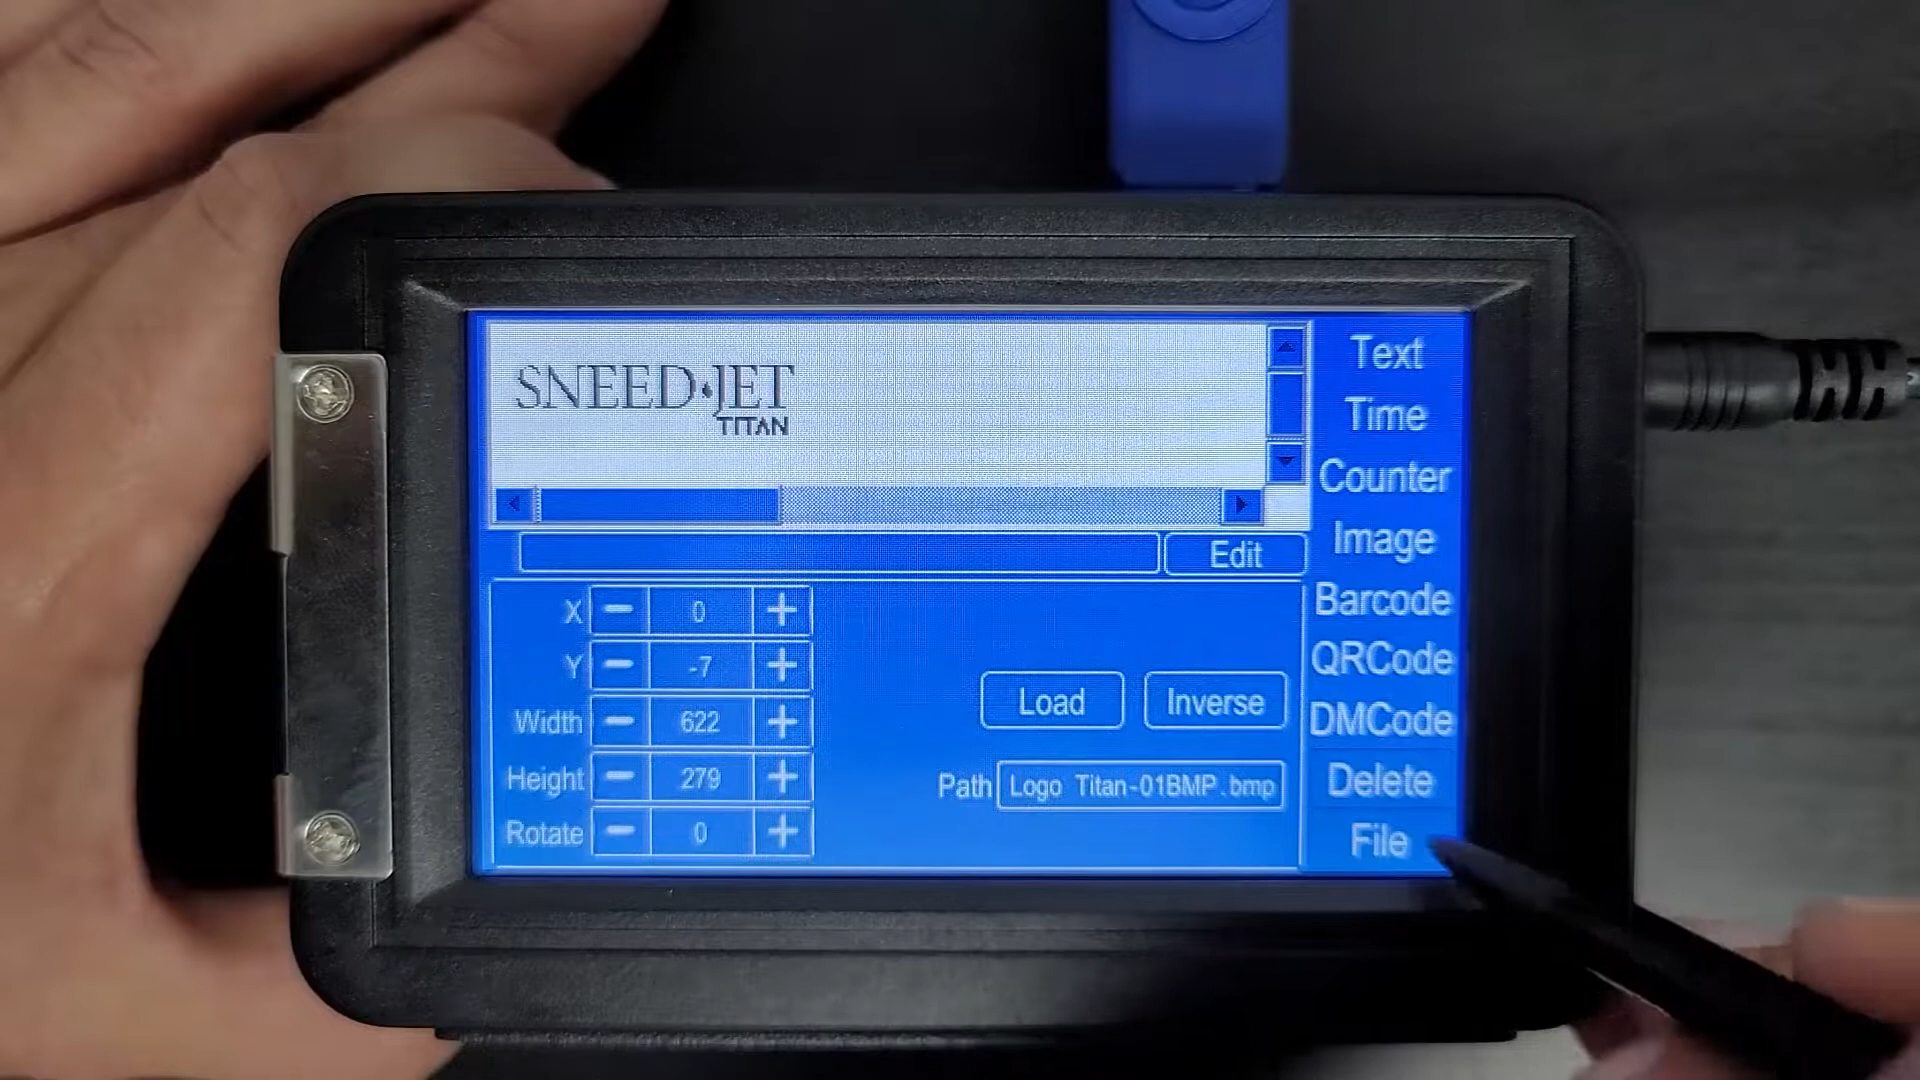 SNEED•JET
TITAN
Edit
X − 0 +
Y − -7 +
Width − 622 +
Height − 279 +
Rotate − 0 +
Load
Inverse
Path Logo Titan-01BMP.bmp
Text
Time
Counter
Image
Barcode
QRCode
DMCode
Delete
File